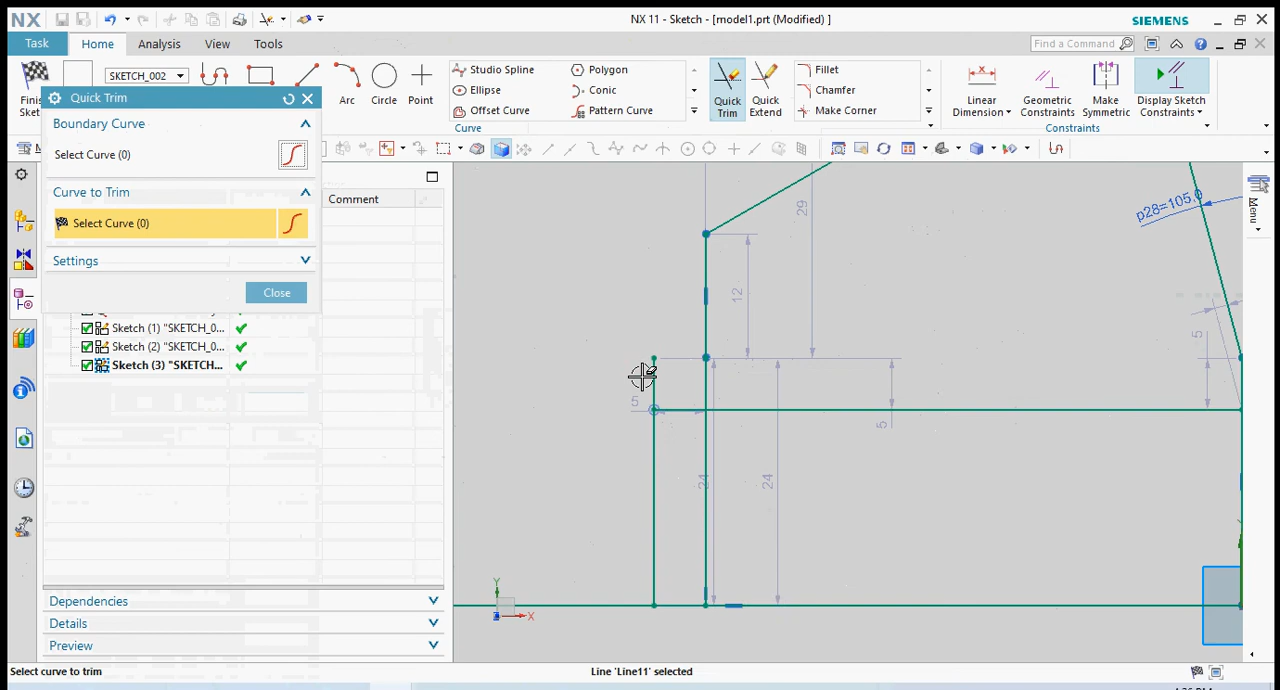 NX
NX 11 - Sketch - [model1.prt (Modified) ]
SIEMENS
Task
Home
Analysis
View
Tools
Find a Command
SKETCH_002
Arc
Circle
Point
Studio Spline
Polygon
Ellipse
Conic
Offset Curve
Pattern Curve
Curve
Quick Trim
Quick Extend
Fillet
Chamfer
Make Corner
Linear Dimension
Geometric Constraints
Make Symmetric
Display Sketch Constraints
Constraints
Quick Trim
Boundary Curve
Select Curve (0)
Curve to Trim
Select Curve (0)
Settings
Close
Comment
Sketch (1) "SKETCH_0...
Sketch (2) "SKETCH_0...
Sketch (3) "SKETCH...
Dependencies
Details
Preview
29
p28=105.0
12
5
5
5
24
24
Y
X
Menu
Select curve to trim
Line 'Line11' selected